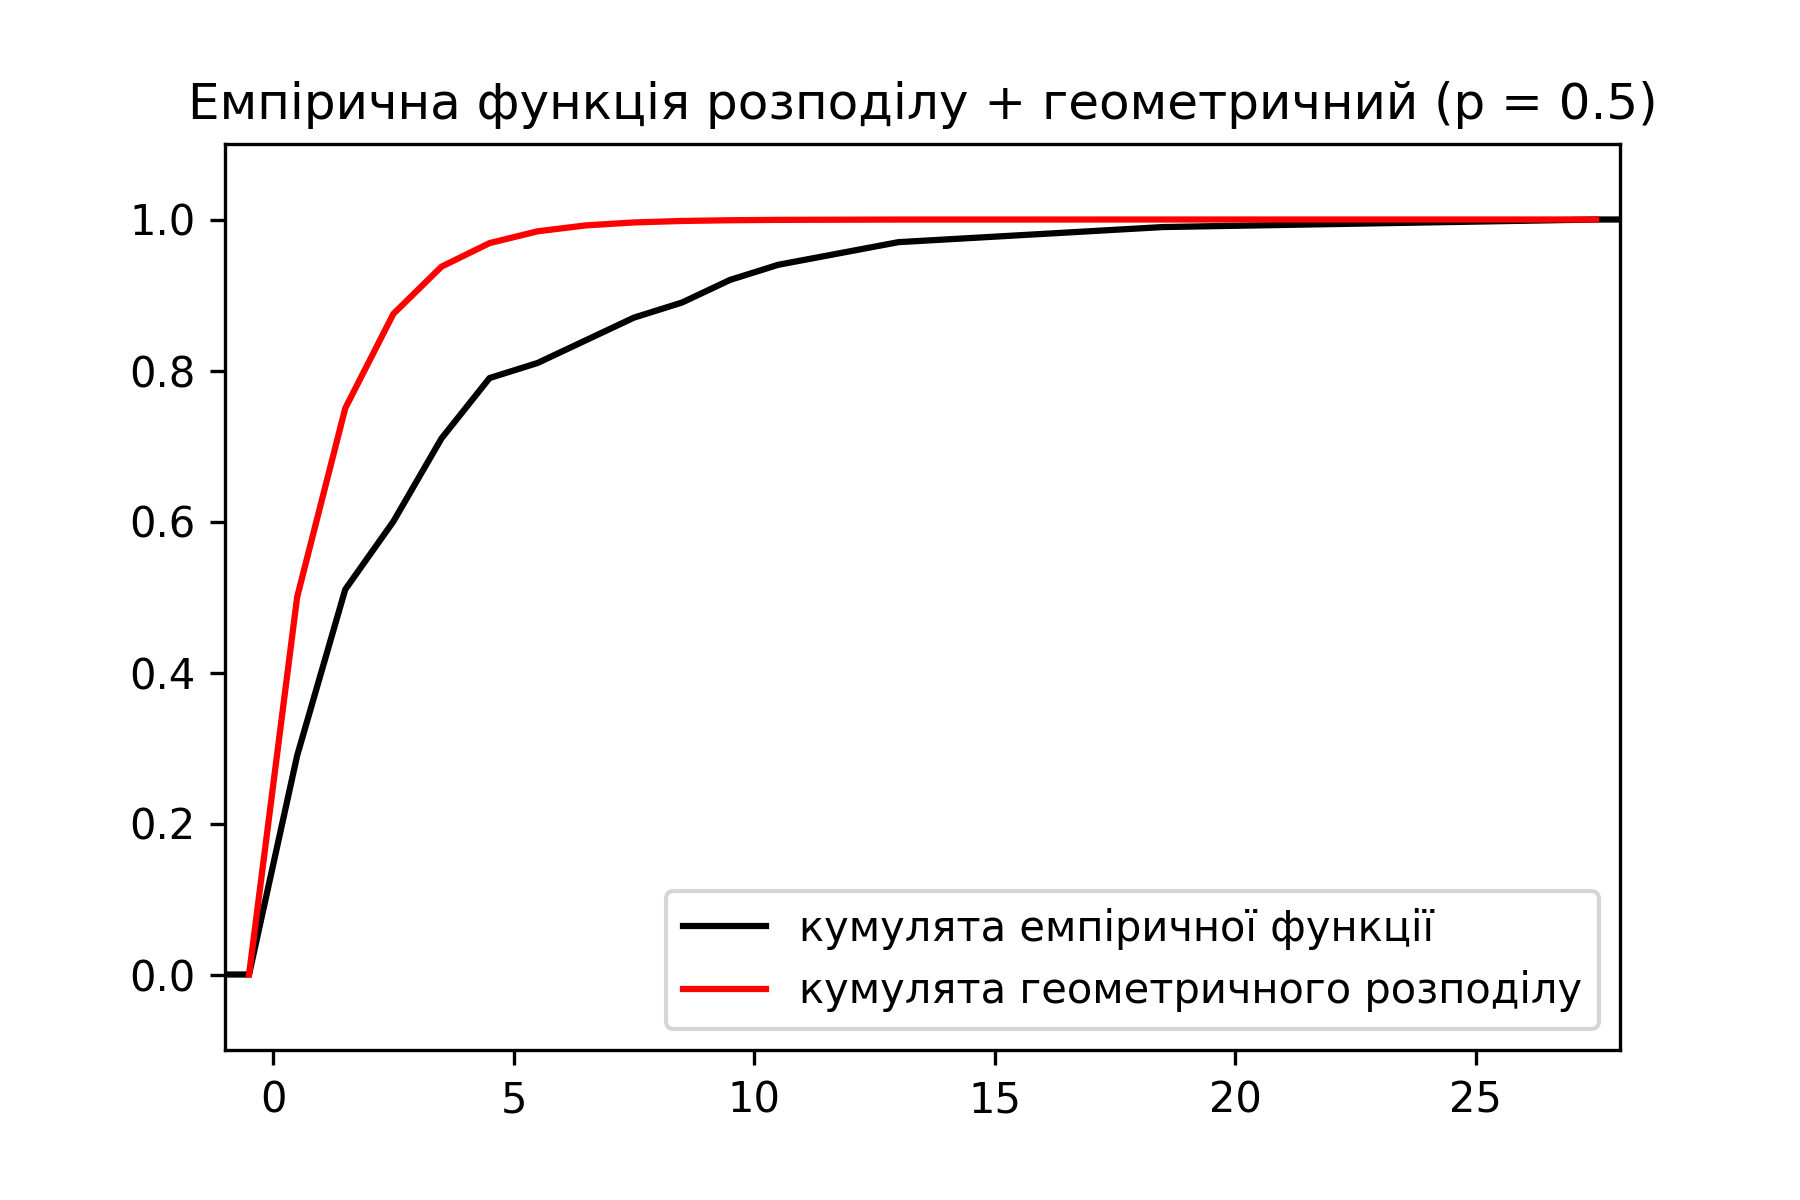 Емпірична функція розподілу + геометричний (p = 0.5)
1.0
0.8
0.6
0.4
0.2
0.0
кумулята емпіричної функції
кумулята геометричного розподілу
0 5 10 15 20 25